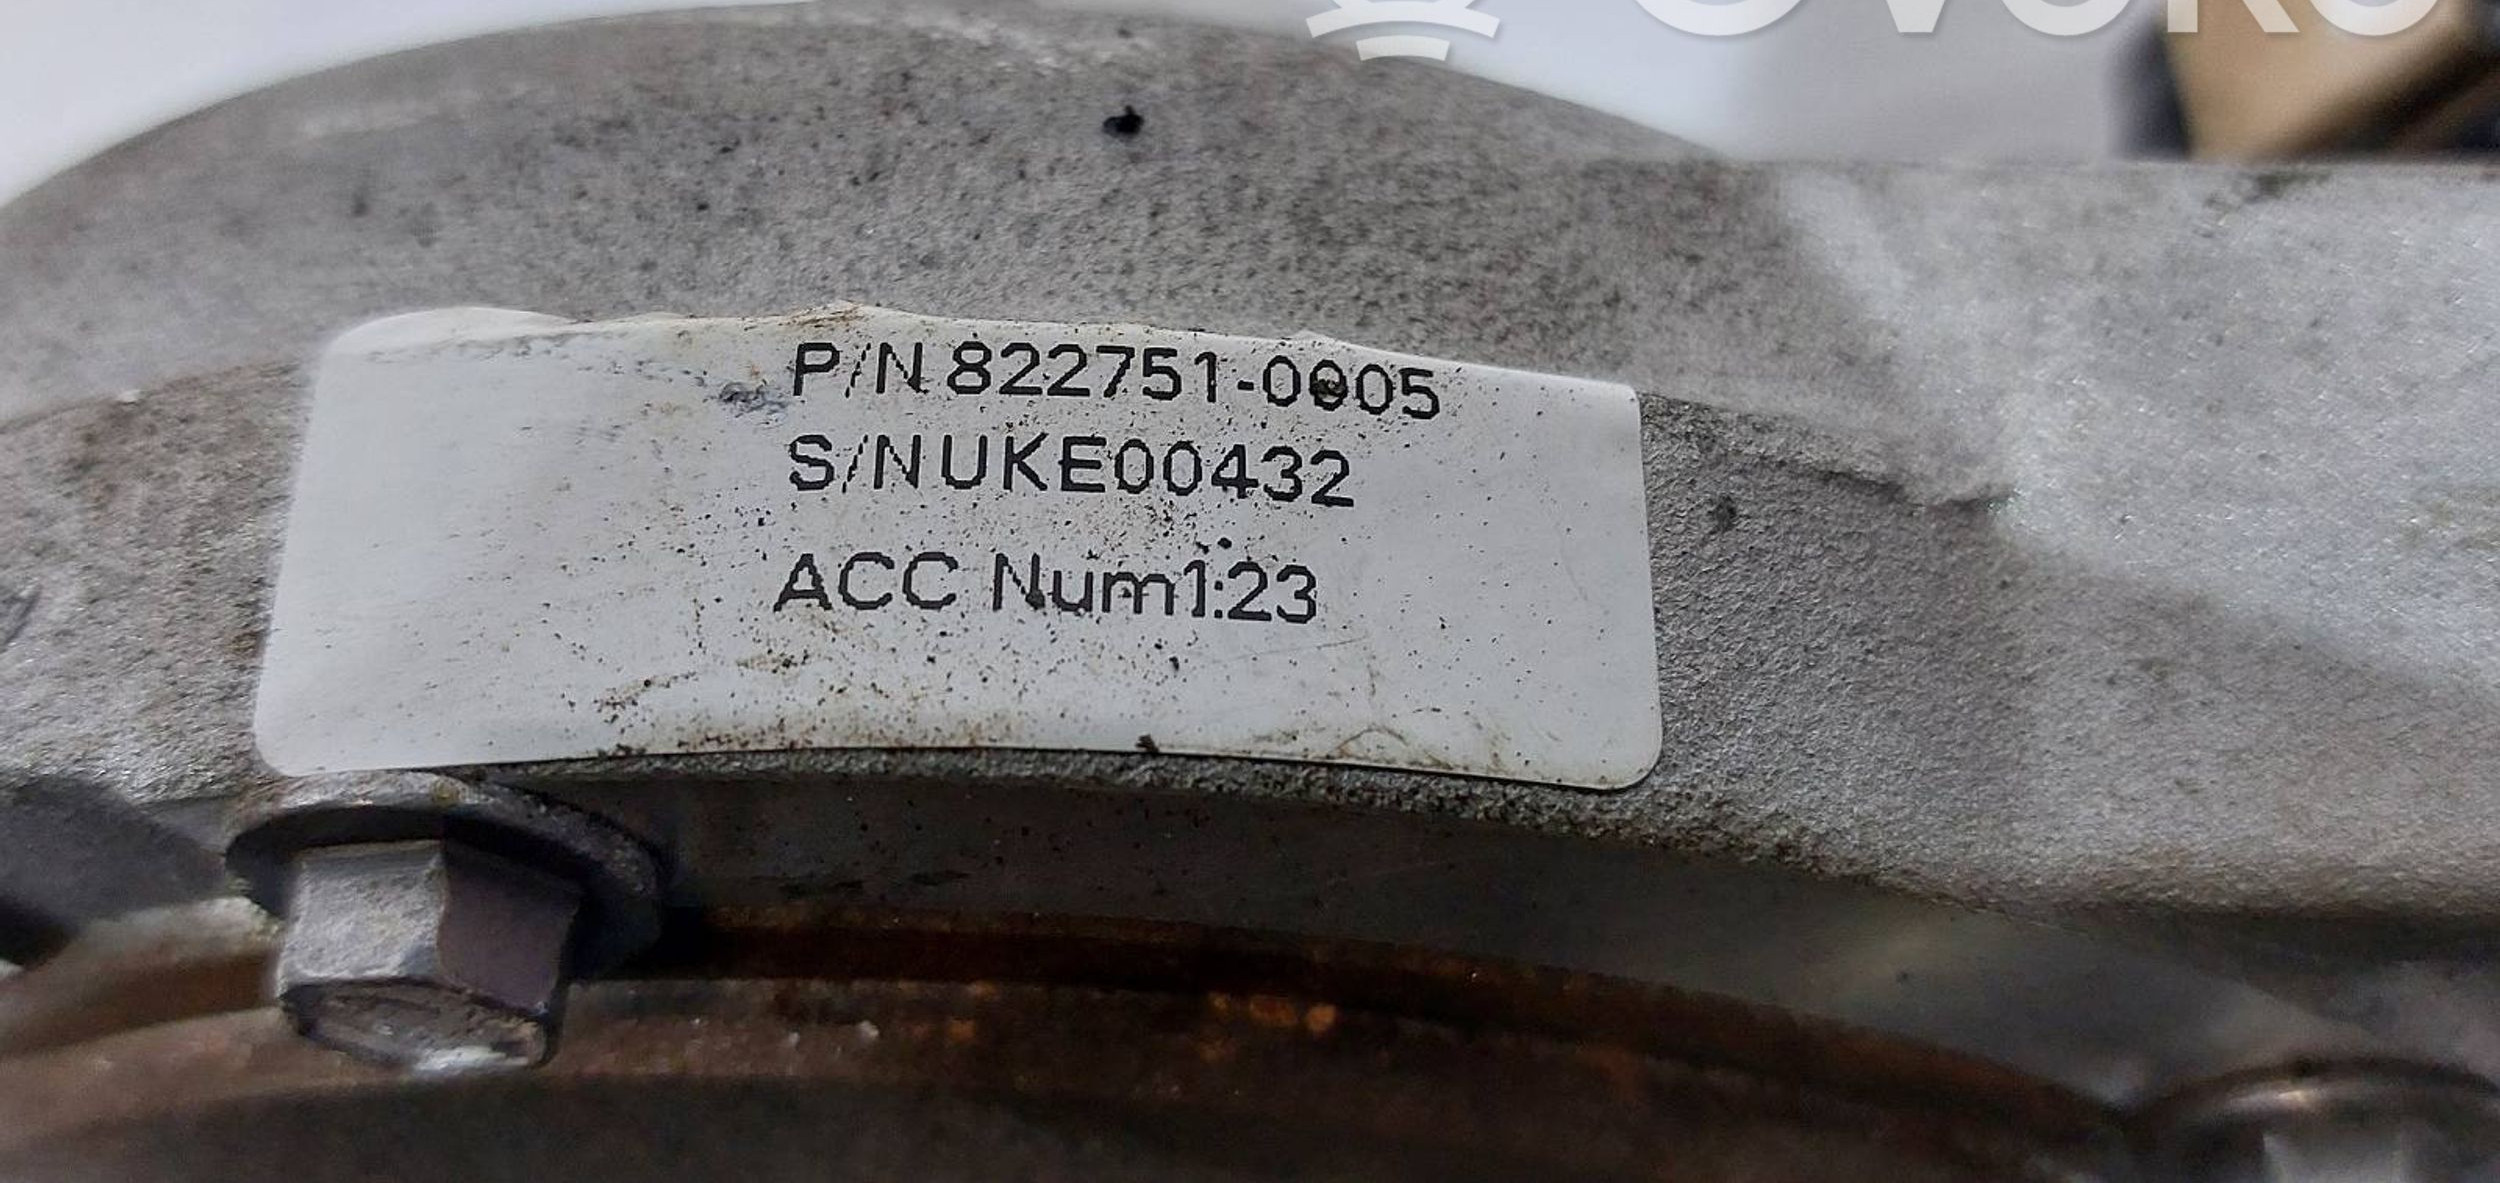 P/N 822751-0005
S/N UKE00432
ACC Num1:23